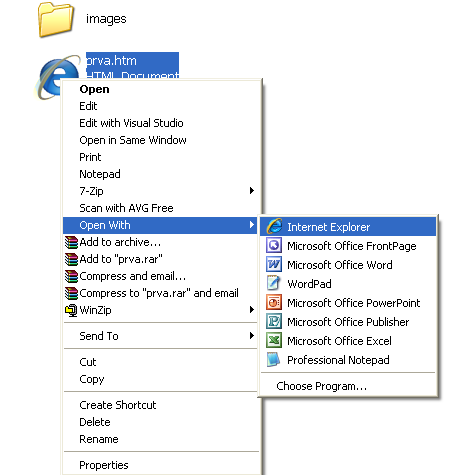 images
prva.htm
HTML Document
Open
Edit
Edit with Visual Studio
Open in Same Window
Print
Notepad
7-Zip
Scan with AVG Free
Open With
Add to archive...
Add to "prva.rar"
Compress and email...
Compress to "prva.rar" and email
WinZip
Send To
Cut
Copy
Create Shortcut
Delete
Rename
Properties
Internet Explorer
Microsoft Office FrontPage
Microsoft Office Word
WordPad
Microsoft Office PowerPoint
Microsoft Office Publisher
Microsoft Office Excel
Professional Notepad
Choose Program...